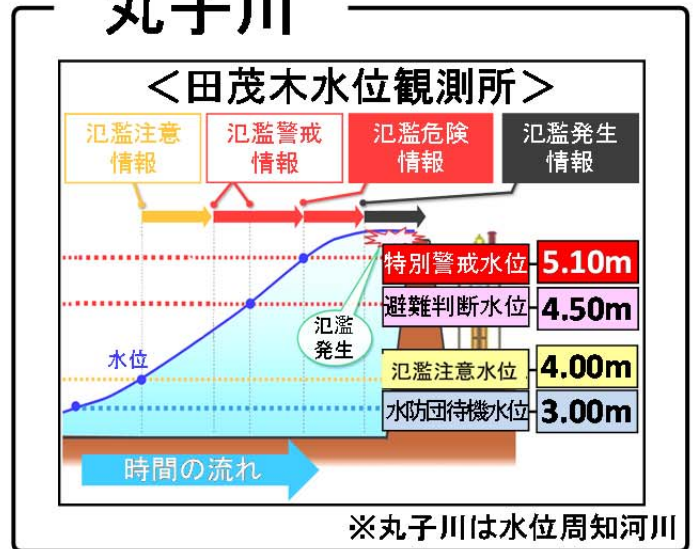 丸子川
＜田茂木水位観測所＞
氾濫注意
情報
氾濫警戒
情報
氾濫危険
情報
氾濫発生
情報
特別警戒水位 5.10m
避難判断水位 4.50m
氾濫
発生
水位
氾濫注意水位 4.00m
水防団待機水位 3.00m
時間の流れ
※丸子川は水位周知河川